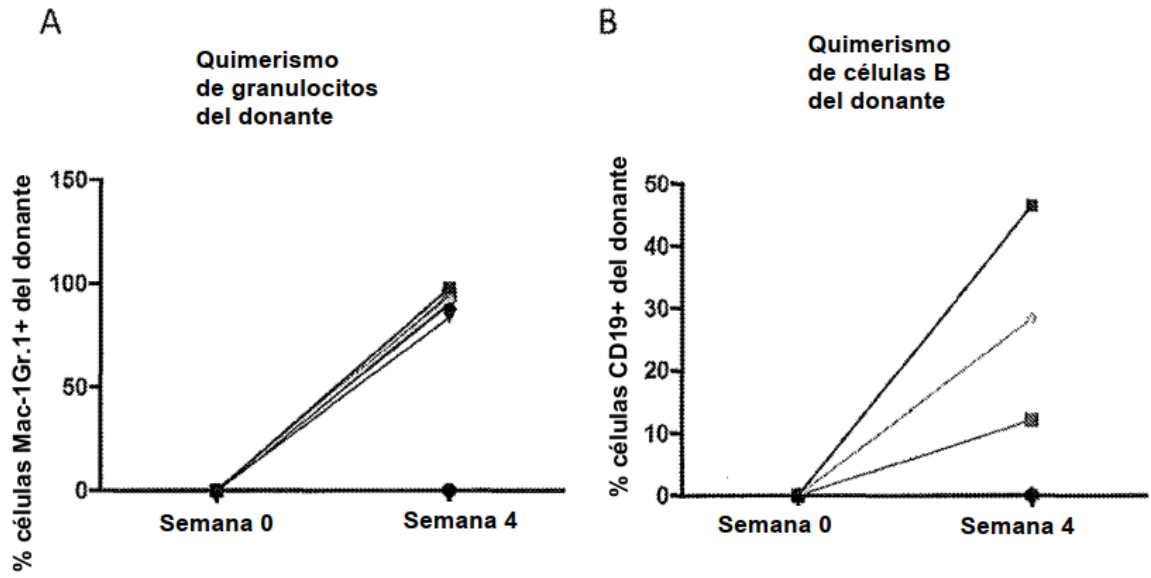 A
Quimerismo
de granulocitos
del donante
% células Mac-1Gr.1+ del donante
150
100
50
0
Semana 0
Semana 4
B
Quimerismo
de células B
del donante
% células CD19+ del donante
50
40
30
20
10
0
Semana 0
Semana 4